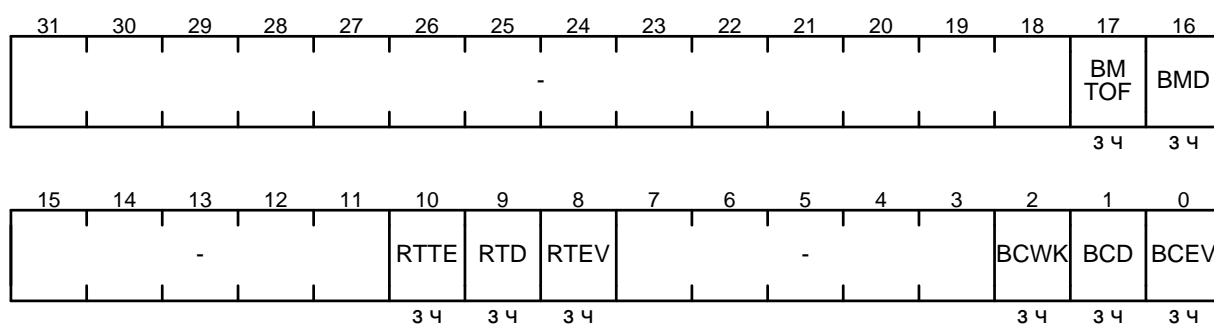 31 30 29 28 27 26 25 24 23 22 21 20 19 18 17 16
- BM TOF BMD
з ч з ч
15 14 13 12 11 10 9 8 7 6 5 4 3 2 1 0
- RTTE RTD RTEV - BCWK BCD BCEV
з ч з ч з ч з ч з ч з ч